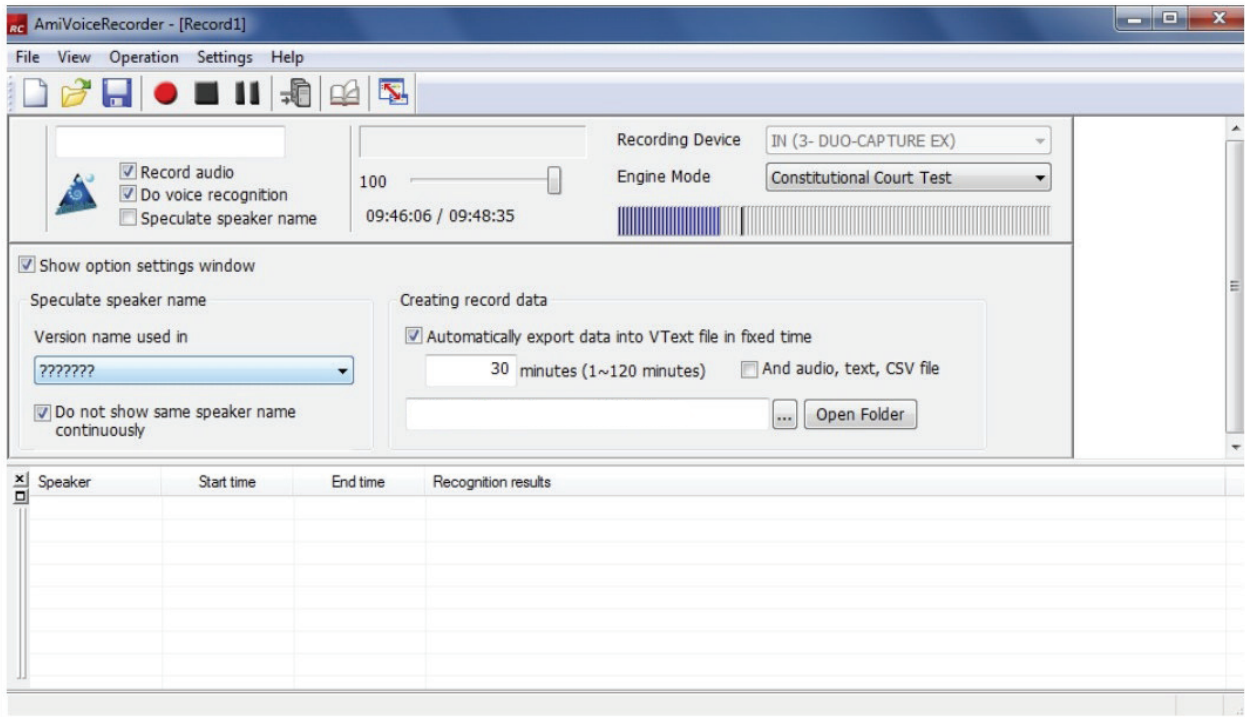 RC AmiVoiceRecorder - [Record1]
File View Operation Settings Help
Record audio
Do voice recognition
Speculate speaker name
100
09:46:06 / 09:48:35
Recording Device IN (3- DUO-CAPTURE EX)
Engine Mode Constitutional Court Test
Show option settings window
Speculate speaker name
Version name used in
???????
Do not show same speaker name
continuously
Creating record data
Automatically export data into VText file in fixed time
30 minutes (1~120 minutes) And audio, text, CSV file
... Open Folder
Speaker Start time End time Recognition results